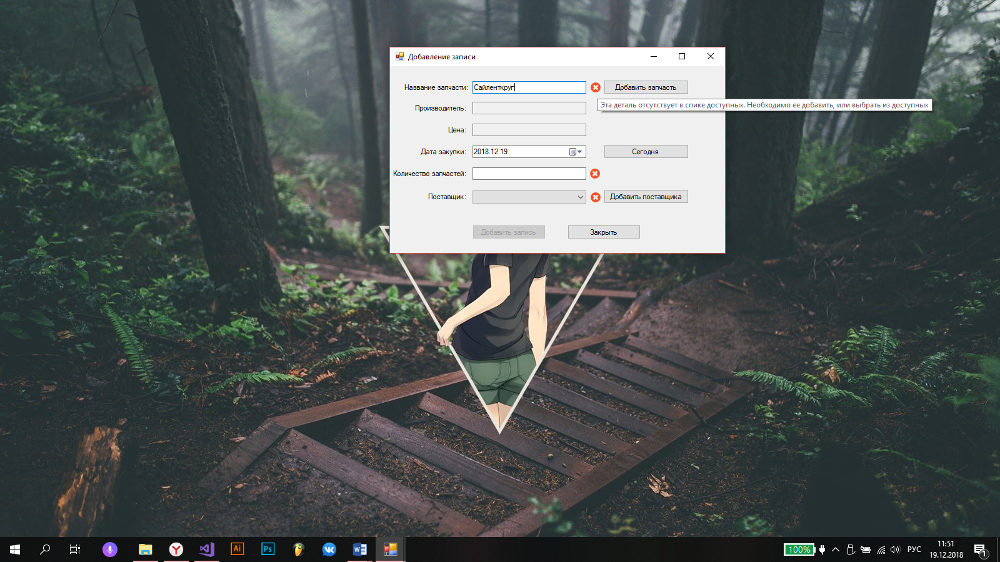 Добавление записи
Название запчасти: Сайленткруг Добавить запчасть
Эта деталь отсутствует в спике доступных. Необходимо ее добавить, или выбрать из доступных
Производитель:
Цена:
Дата закупки: 2018.12.19 Сегодня
Количество запчастей:
Поставщик: Добавить поставщика
Добавить запись Закрыть
Ai Ps 100% РУС 11:51
19.12.2018 1